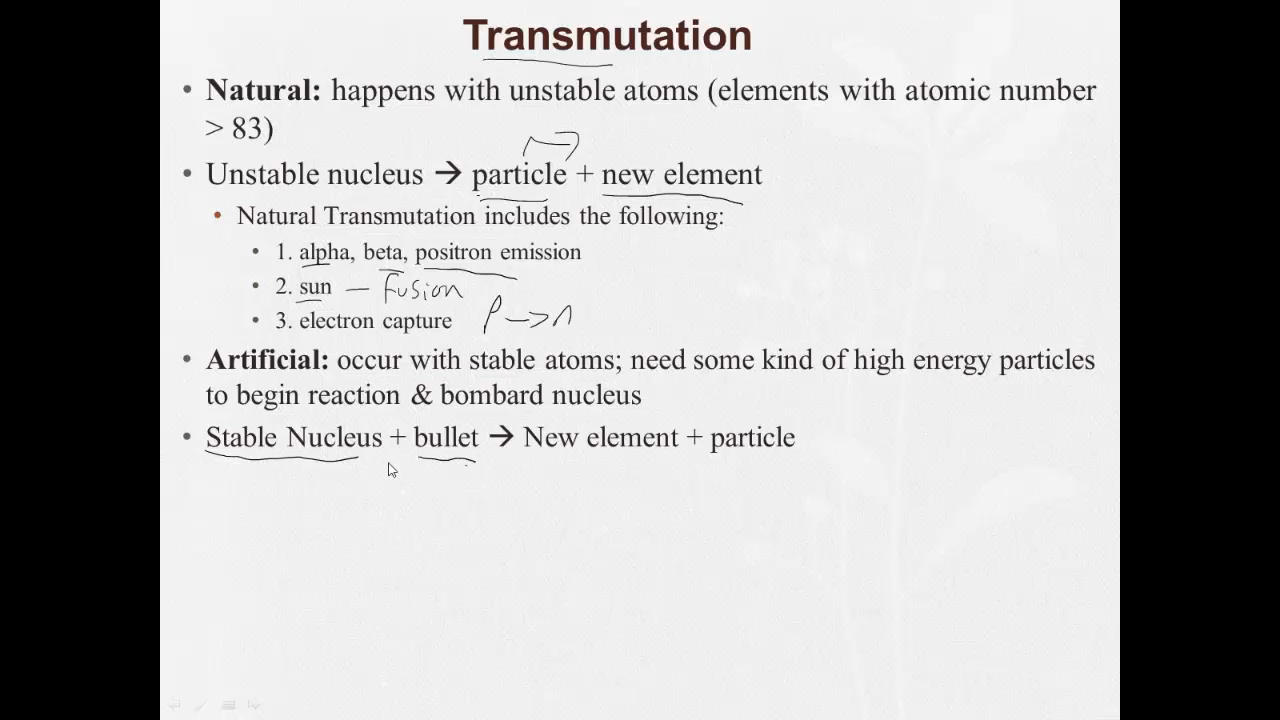 Transmutation
• Natural: happens with unstable atoms (elements with atomic number
> 83)
• Unstable nucleus → particle + new element
• Natural Transmutation includes the following:
• 1. alpha, beta, positron emission
• 2. sun — Fusion
• 3. electron capture p → n
• Artificial: occur with stable atoms; need some kind of high energy particles
to begin reaction & bombard nucleus
• Stable Nucleus + bullet → New element + particle